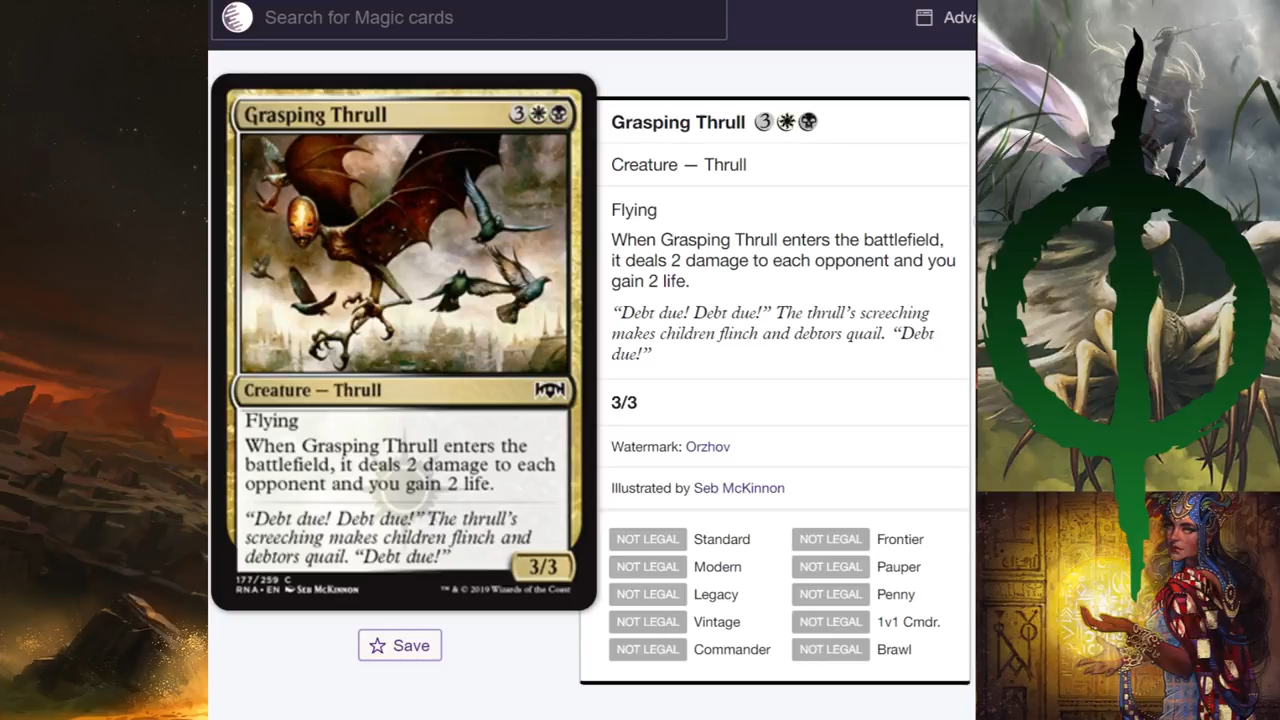 Search for Magic cards
Adva
Grasping Thrull 3
Creature — Thrull
Flying
When Grasping Thrull enters the
battlefield, it deals 2 damage to each
opponent and you gain 2 life.
“Debt due! Debt due!” The thrull’s
screeching makes children flinch and
debtors quail. “Debt due!”
3/3
177/259 C
RNA • EN Seb McKinnon
™ & © 2019 Wizards of the Coast
Save
Grasping Thrull 3
Creature — Thrull
Flying
When Grasping Thrull enters the battlefield,
it deals 2 damage to each opponent and you
gain 2 life.
“Debt due! Debt due!” The thrull’s screeching
makes children flinch and debtors quail. “Debt
due!”
3/3
Watermark: Orzhov
Illustrated by Seb McKinnon
NOT LEGAL Standard NOT LEGAL Frontier
NOT LEGAL Modern NOT LEGAL Pauper
NOT LEGAL Legacy NOT LEGAL Penny
NOT LEGAL Vintage NOT LEGAL 1v1 Cmdr.
NOT LEGAL Commander NOT LEGAL Brawl